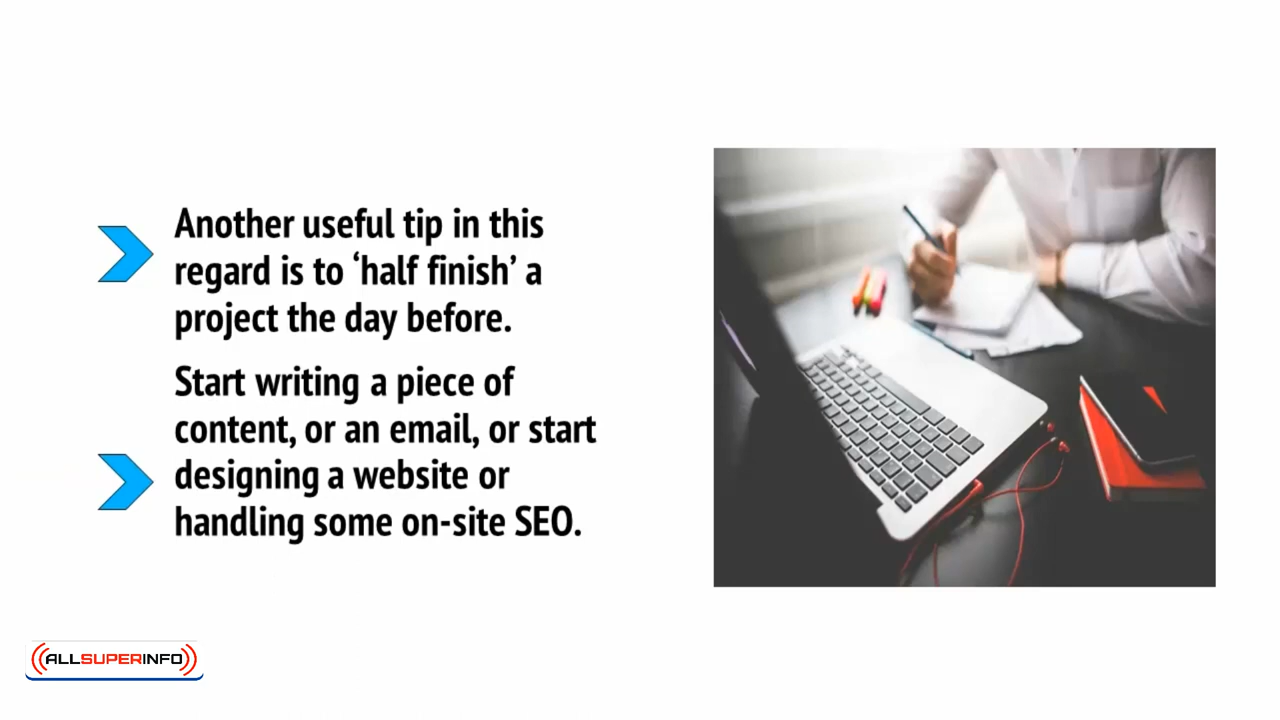 Another useful tip in this
regard is to ‘half finish’ a
project the day before.
Start writing a piece of
content, or an email, or start
designing a website or
handling some on-site SEO.
ALLSUPERINFO